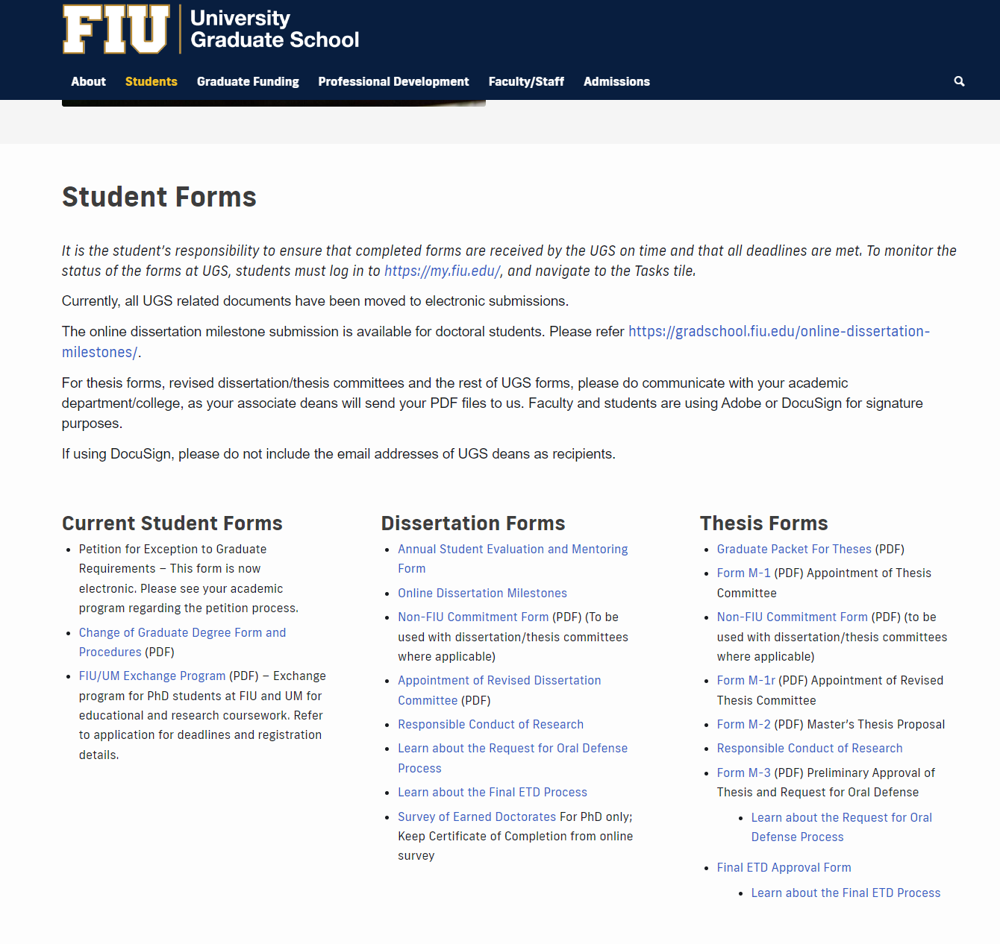 FIU
University
Graduate School
About Students Graduate Funding Professional Development Faculty/Staff Admissions
Student Forms
It is the student's responsibility to ensure that completed forms are received by the UGS on time and that all deadlines are met. To monitor the
status of the forms at UGS, students must log in to https://my.fiu.edu/, and navigate to the Tasks tile.
Currently, all UGS related documents have been moved to electronic submissions.
The online dissertation milestone submission is available for doctoral students. Please refer https://gradschool.fiu.edu/online-dissertation-
milestones/.
For thesis forms, revised dissertation/thesis committees and the rest of UGS forms, please do communicate with your academic
department/college, as your associate deans will send your PDF files to us. Faculty and students are using Adobe or DocuSign for signature
purposes.
If using DocuSign, please do not include the email addresses of UGS deans as recipients.
Current Student Forms
• Petition for Exception to Graduate
Requirements – This form is now
electronic. Please see your academic
program regarding the petition process.
• Change of Graduate Degree Form and
Procedures (PDF)
• FIU/UM Exchange Program (PDF) – Exchange
program for PhD students at FIU and UM for
educational and research coursework. Refer
to application for deadlines and registration
details.
Dissertation Forms
• Annual Student Evaluation and Mentoring
Form
• Online Dissertation Milestones
• Non-FIU Commitment Form (PDF) (To be
used with dissertation/thesis committees
where applicable)
• Appointment of Revised Dissertation
Committee (PDF)
• Responsible Conduct of Research
• Learn about the Request for Oral Defense
Process
• Learn about the Final ETD Process
• Survey of Earned Doctorates For PhD only;
Keep Certificate of Completion from online
survey
Thesis Forms
• Graduate Packet For Theses (PDF)
• Form M-1 (PDF) Appointment of Thesis
Committee
• Non-FIU Commitment Form (PDF) (to be
used with dissertation/thesis committees
where applicable)
• Form M-1r (PDF) Appointment of Revised
Thesis Committee
• Form M-2 (PDF) Master's Thesis Proposal
• Responsible Conduct of Research
• Form M-3 (PDF) Preliminary Approval of
Thesis and Request for Oral Defense
• Learn about the Request for Oral
Defense Process
• Final ETD Approval Form
• Learn about the Final ETD Process